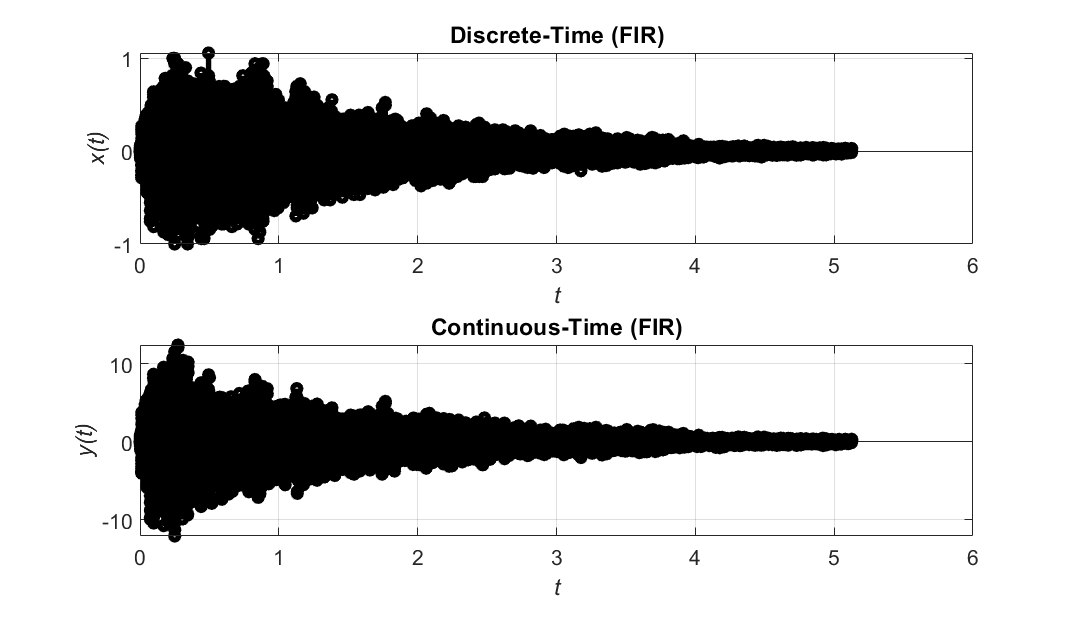 Discrete-Time (FIR)
1
0
-1
x(t)
0 1 2 3 4 5 6
t
Continuous-Time (FIR)
10
0
-10
y(t)
0 1 2 3 4 5 6
t